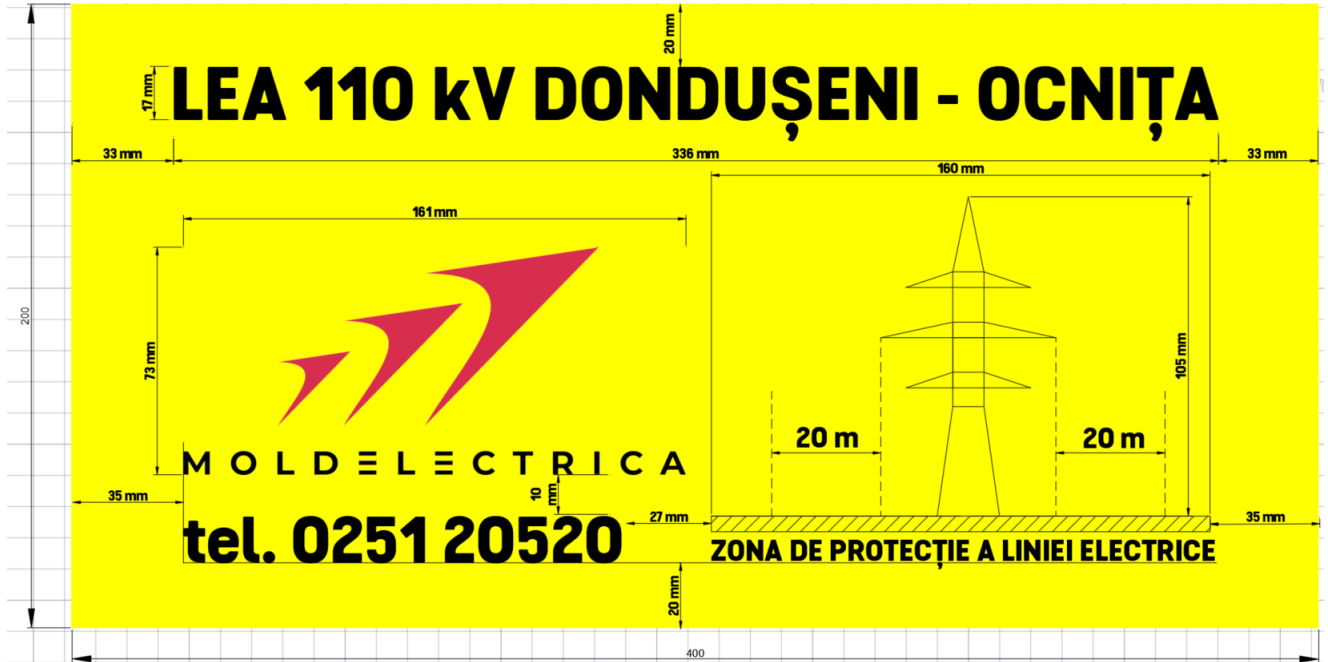 20 mm
LEA 110 kV DONDUȘENI - OCNIȚA
17 mm
33 mm
336 mm
33 mm
160 mm
161 mm
200
73 mm
105 mm
20 m
20 m
MOLDELECTRICA
35 mm
10 mm
27 mm
35 mm
tel. 0251 20520
ZONA DE PROTECȚIE A LINIEI ELECTRICE
20 mm
400